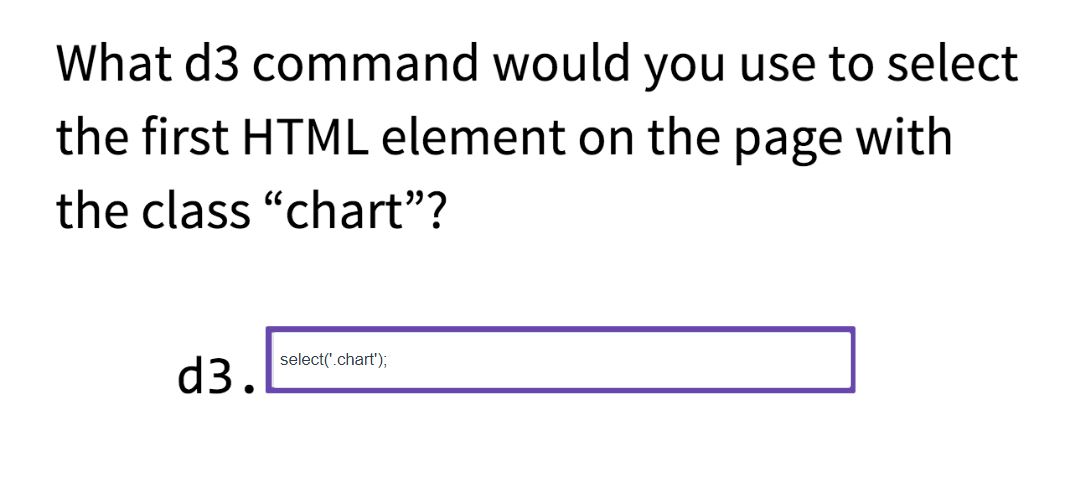 What d3 command would you use to select
the first HTML element on the page with
the class “chart”?
d3. select('.chart');